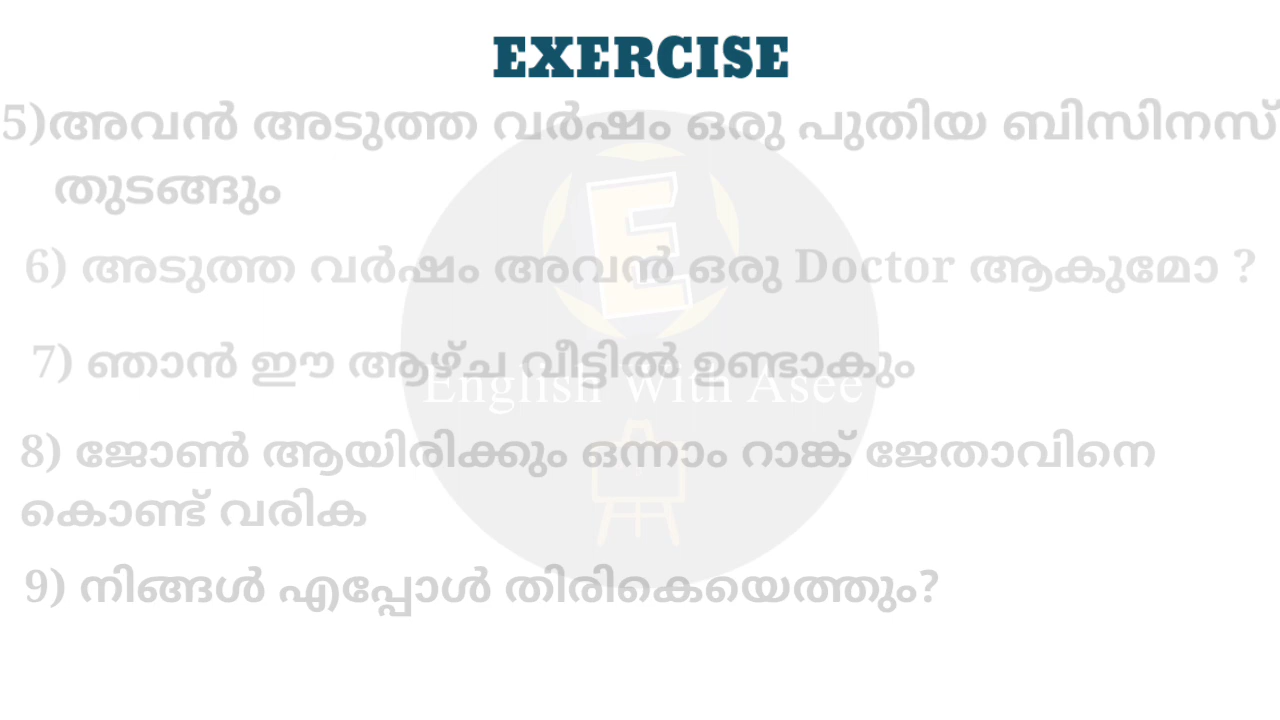 EXERCISE
5)അവൻ അടുത്ത വർഷം ഒരു പുതിയ ബിസിനസ്
തുടങ്ങും
6) അടുത്ത വർഷം അവൻ ഒരു Doctor ആകുമോ ?
7) ഞാൻ ഈ ആഴ്ച വീട്ടിൽ ഉണ്ടാകും
English With Asee
8) ജോൺ ആയിരിക്കും ഒന്നാം റാങ്ക് ജേതാവിനെ
കൊണ്ട് വരിക
9) നിങ്ങൾ എപ്പോൾ തിരികെയെത്തും?
E